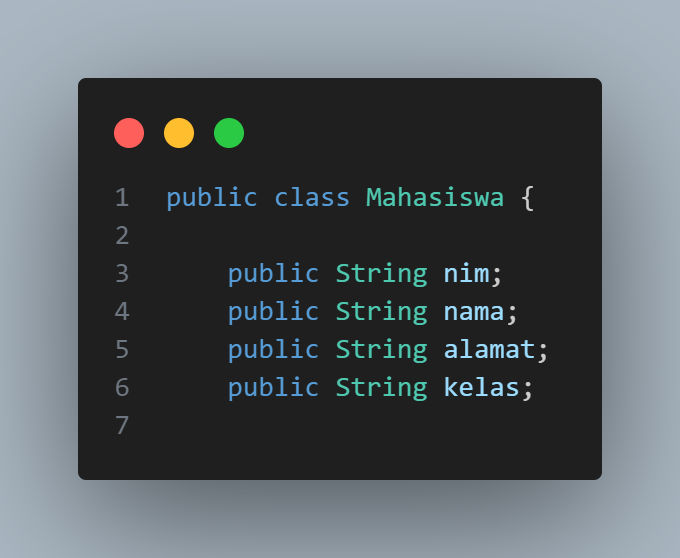 1 public class Mahasiswa {
2
3     public String nim;
4     public String nama;
5     public String alamat;
6     public String kelas;
7